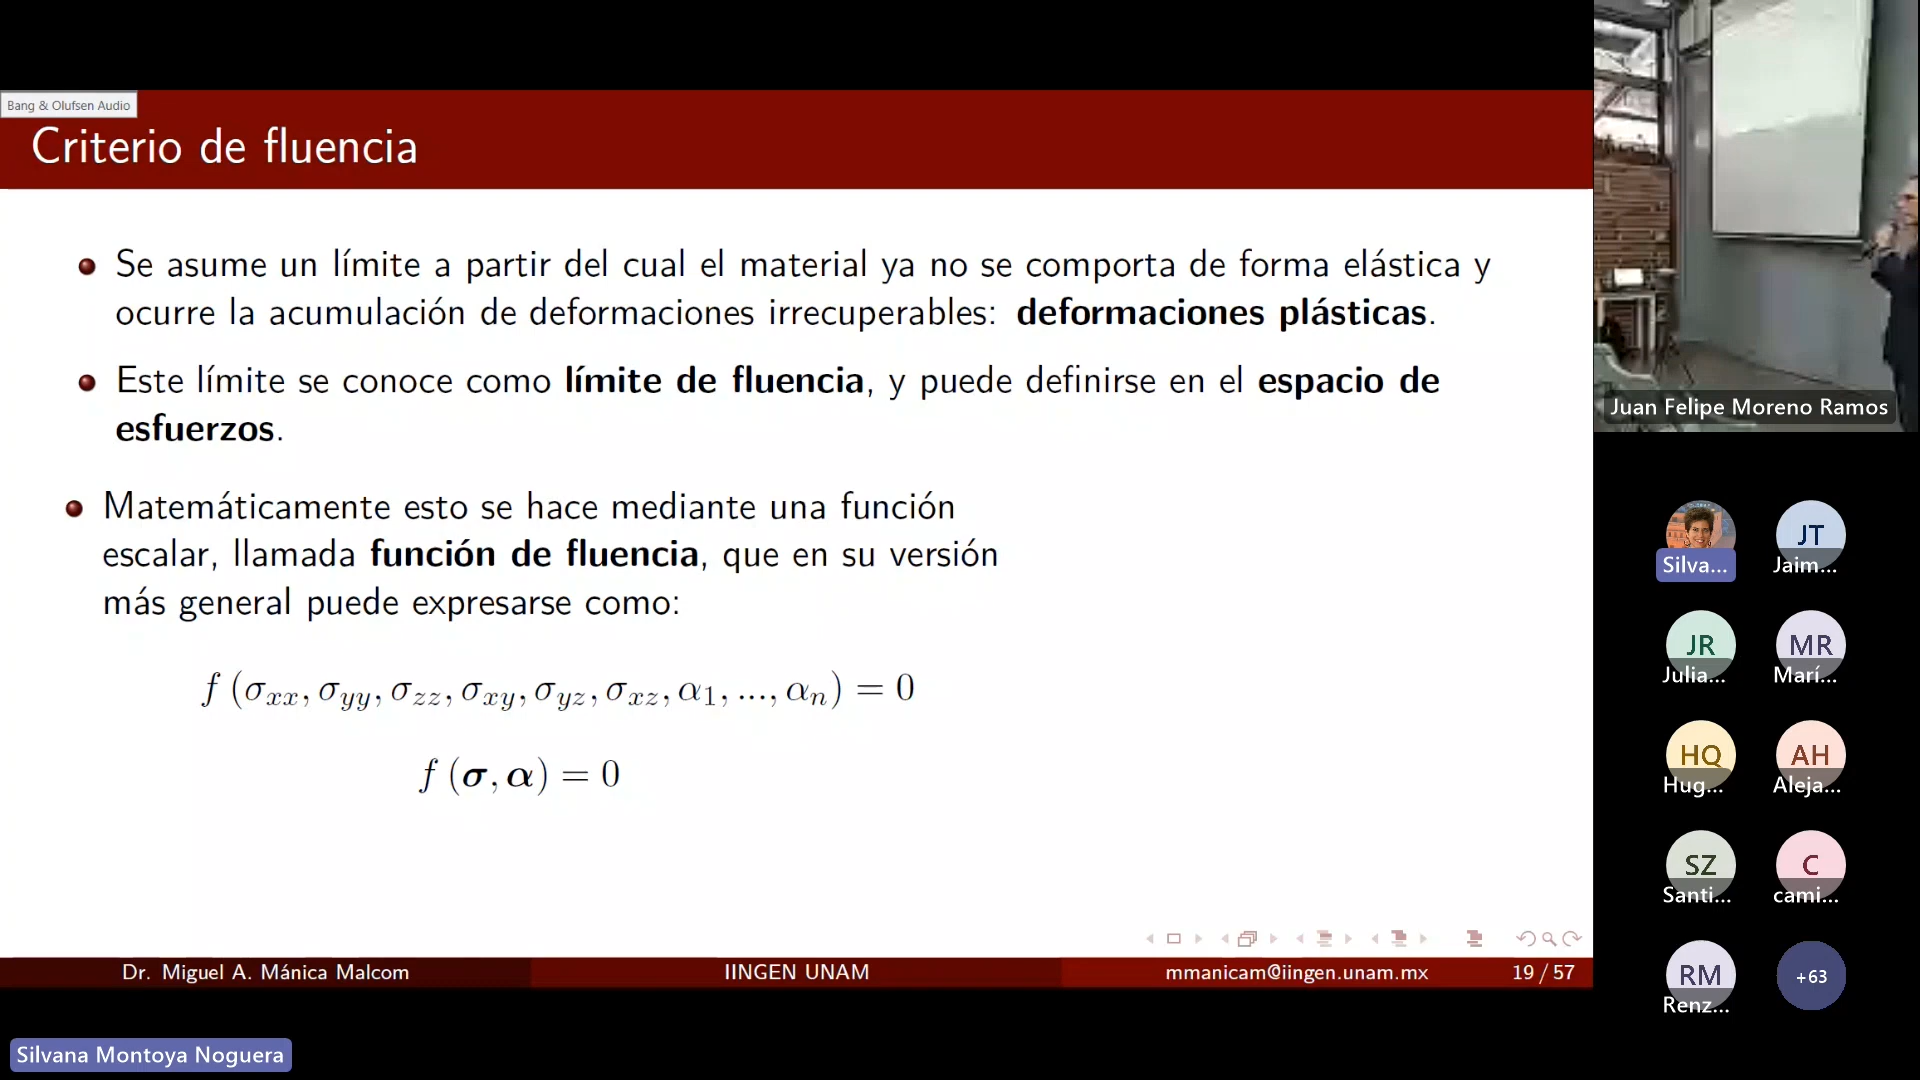 Bang & Olufsen Audio
Criterio de fluencia
Se asume un límite a partir del cual el material ya no se comporta de forma elástica y
ocurre la acumulación de deformaciones irrecuperables: deformaciones plásticas.
Este límite se conoce como límite de fluencia, y puede definirse en el espacio de
esfuerzos.
Matemáticamente esto se hace mediante una función
escalar, llamada función de fluencia, que en su versión
más general puede expresarse como:
f (σxx, σyy, σzz, σxy, σyz, σxz, α1, ..., αn) = 0
f (σ, α) = 0
Dr. Miguel A. Mánica Malcom
IINGEN UNAM
mmanicam@iingen.unam.mx
19 / 57
Silvana Montoya Noguera
Juan Felipe Moreno Ramos
Silva...
JT
Jaim...
JR
Julia...
MR
Marí...
HQ
Hug...
AH
Aleja...
SZ
Santi...
C
cami...
RM
Renz...
+63